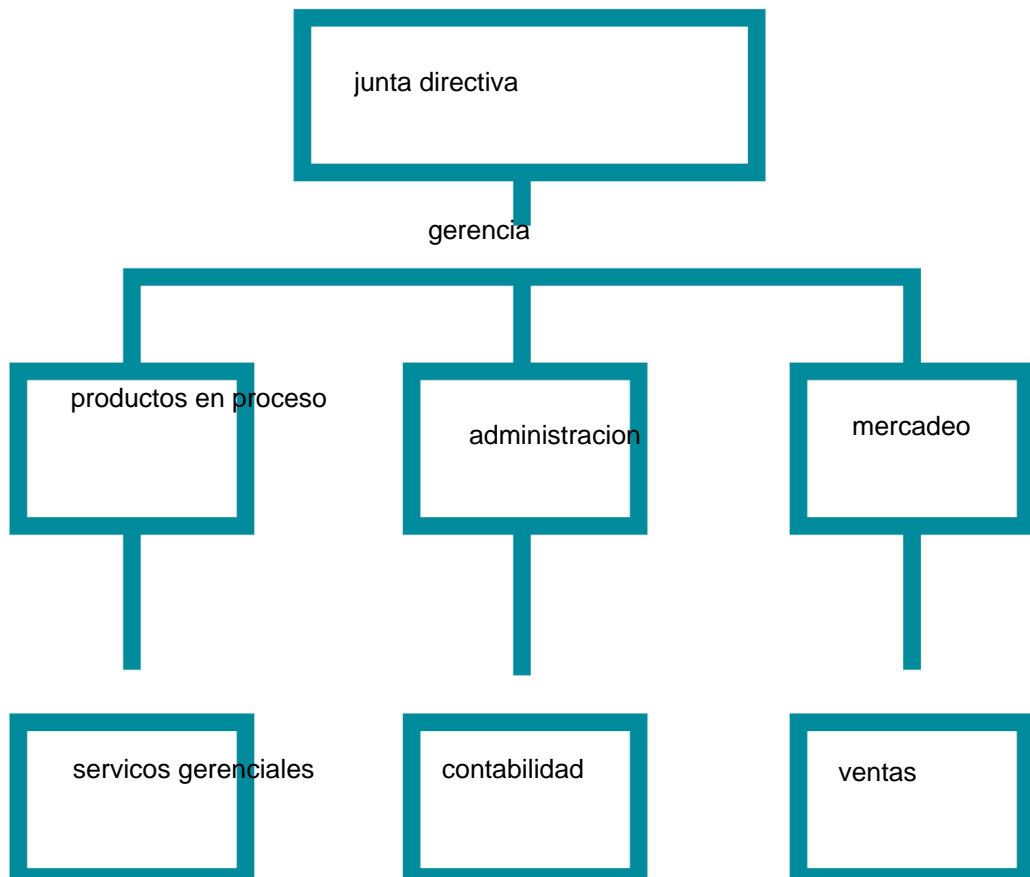 junta directiva
gerencia
productos en proceso
administracion
mercadeo
servicos gerenciales
contabilidad
ventas